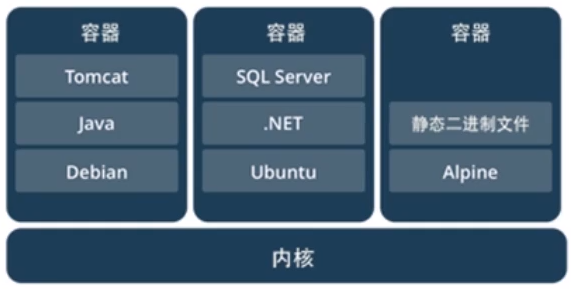 容器
Tomcat
Java
Debian
容器
SQL Server
.NET
Ubuntu
容器
静态二进制文件
Alpine
内核